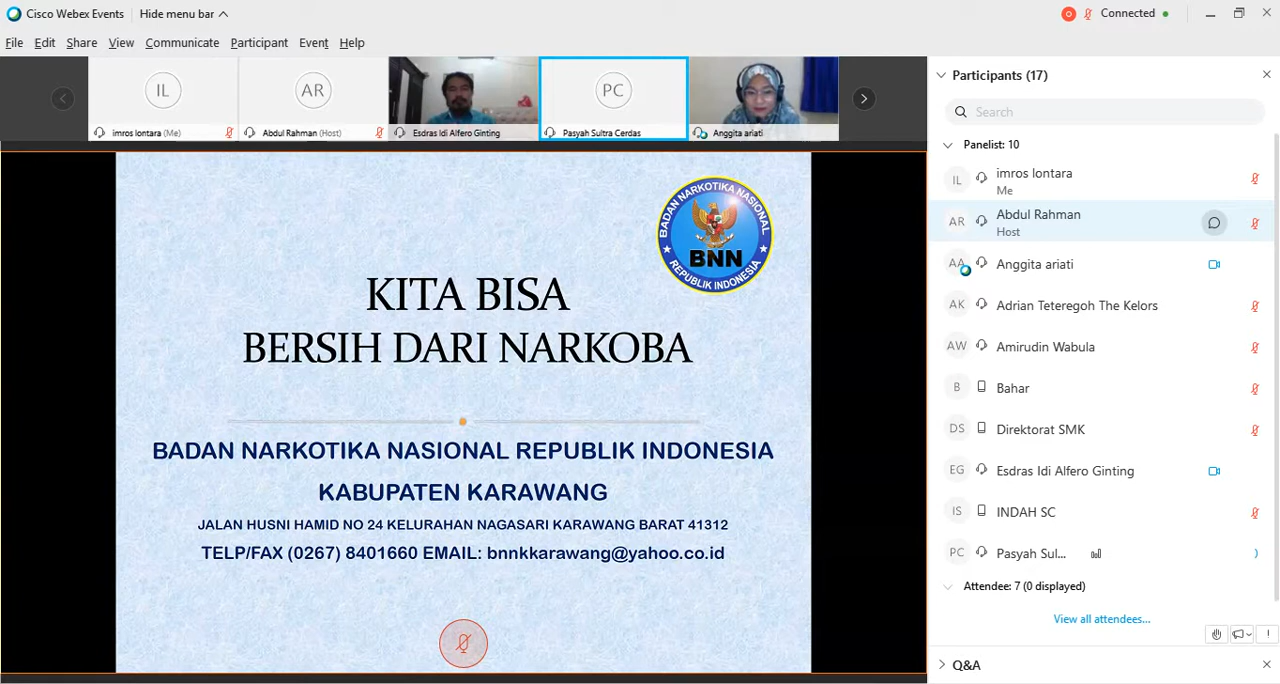 Cisco Webex Events
Hide menu bar
Connected
File Edit Share View Communicate Participant Event Help
IL
imros lontara (Me)
AR
Abdul Rahman (Host)
Esdras Idi Alfero Ginting
PC
Pasyah Sultra Cerdas
Anggita ariati
BADAN NARKOTIKA NASIONAL
BNN
REPUBLIK INDONESIA
KITA BISA
BERSIH DARI NARKOBA
BADAN NARKOTIKA NASIONAL REPUBLIK INDONESIA
KABUPATEN KARAWANG
JALAN HUSNI HAMID NO 24 KELURAHAN NAGASARI KARAWANG BARAT 41312
TELP/FAX (0267) 8401660 EMAIL: bnnkkarawang@yahoo.co.id
Participants (17)
Search
Panelist: 10
IL imros lontara
Me
AR Abdul Rahman
Host
AA Anggita ariati
AK Adrian Teteregoh The Kelors
AW Amirudin Wabula
B Bahar
DS Direktorat SMK
EG Esdras Idi Alfero Ginting
IS INDAH SC
PC Pasyah Sul...
Attendee: 7 (0 displayed)
View all attendees...
Q&A